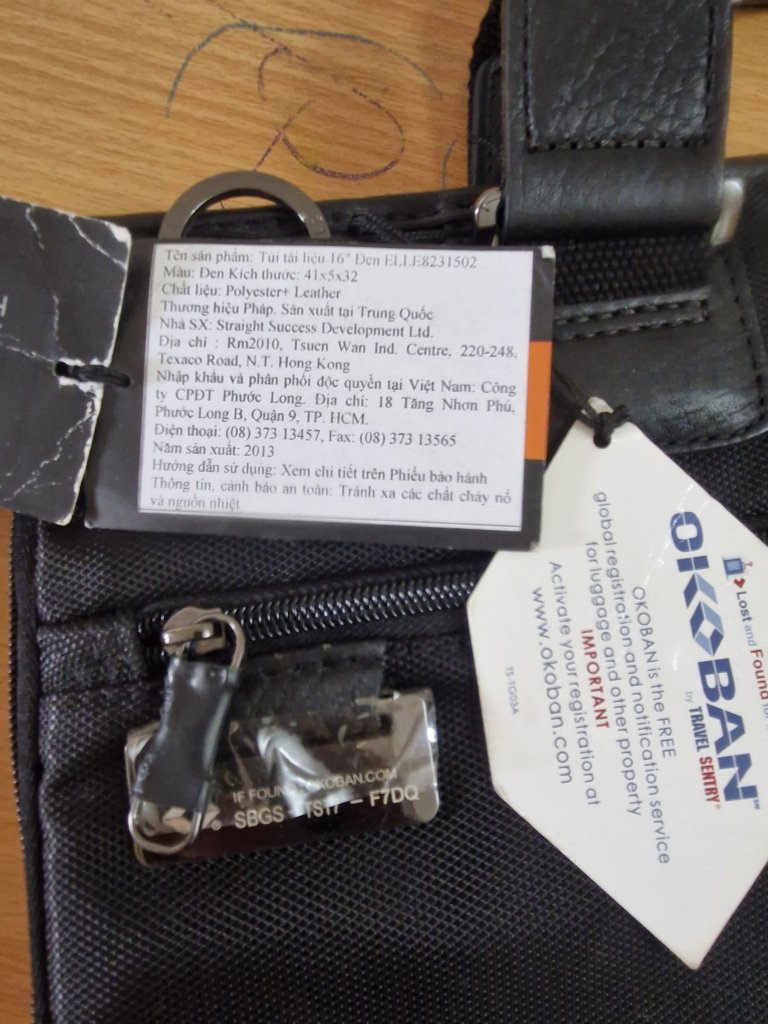 Tên sản phẩm: Túi tài liệu 16" Đen ELLE8231502
Màu: Đen Kích thước: 41x5x32
Chất liệu: Polyester+ Leather
Thương hiệu Pháp. Sản xuất tại Trung Quốc
Nhà SX: Straight Success Development Ltd.
Địa chỉ : Rm2010, Tsuen Wan Ind. Centre, 220-248,
Texaco Road, N.T. Hong Kong
Nhập khẩu và phân phối độc quyền tại Việt Nam: Công
ty CPĐT Phước Long. Địa chỉ: 18 Tăng Nhơn Phú,
Phước Long B, Quận 9, TP. HCM.
Điện thoại: (08) 373 13457, Fax: (08) 373 13565
Năm sản xuất: 2013
Hướng dẫn sử dụng: Xem chi tiết trên Phiếu bảo hành
Thông tin, cảnh báo an toàn: Tránh xa các chất cháy nổ
và nguồn nhiệt
Lost and Found for
OKOBAN
by TRAVEL SENTRY®
OKOBAN is the FREE
global registration and notification service
for luggage and other property
IMPORTANT
Activate your registration at
www.okoban.com
TS-TG03A
IF FOUND OKOBAN.COM
SBGS - TS17 - F7DQ